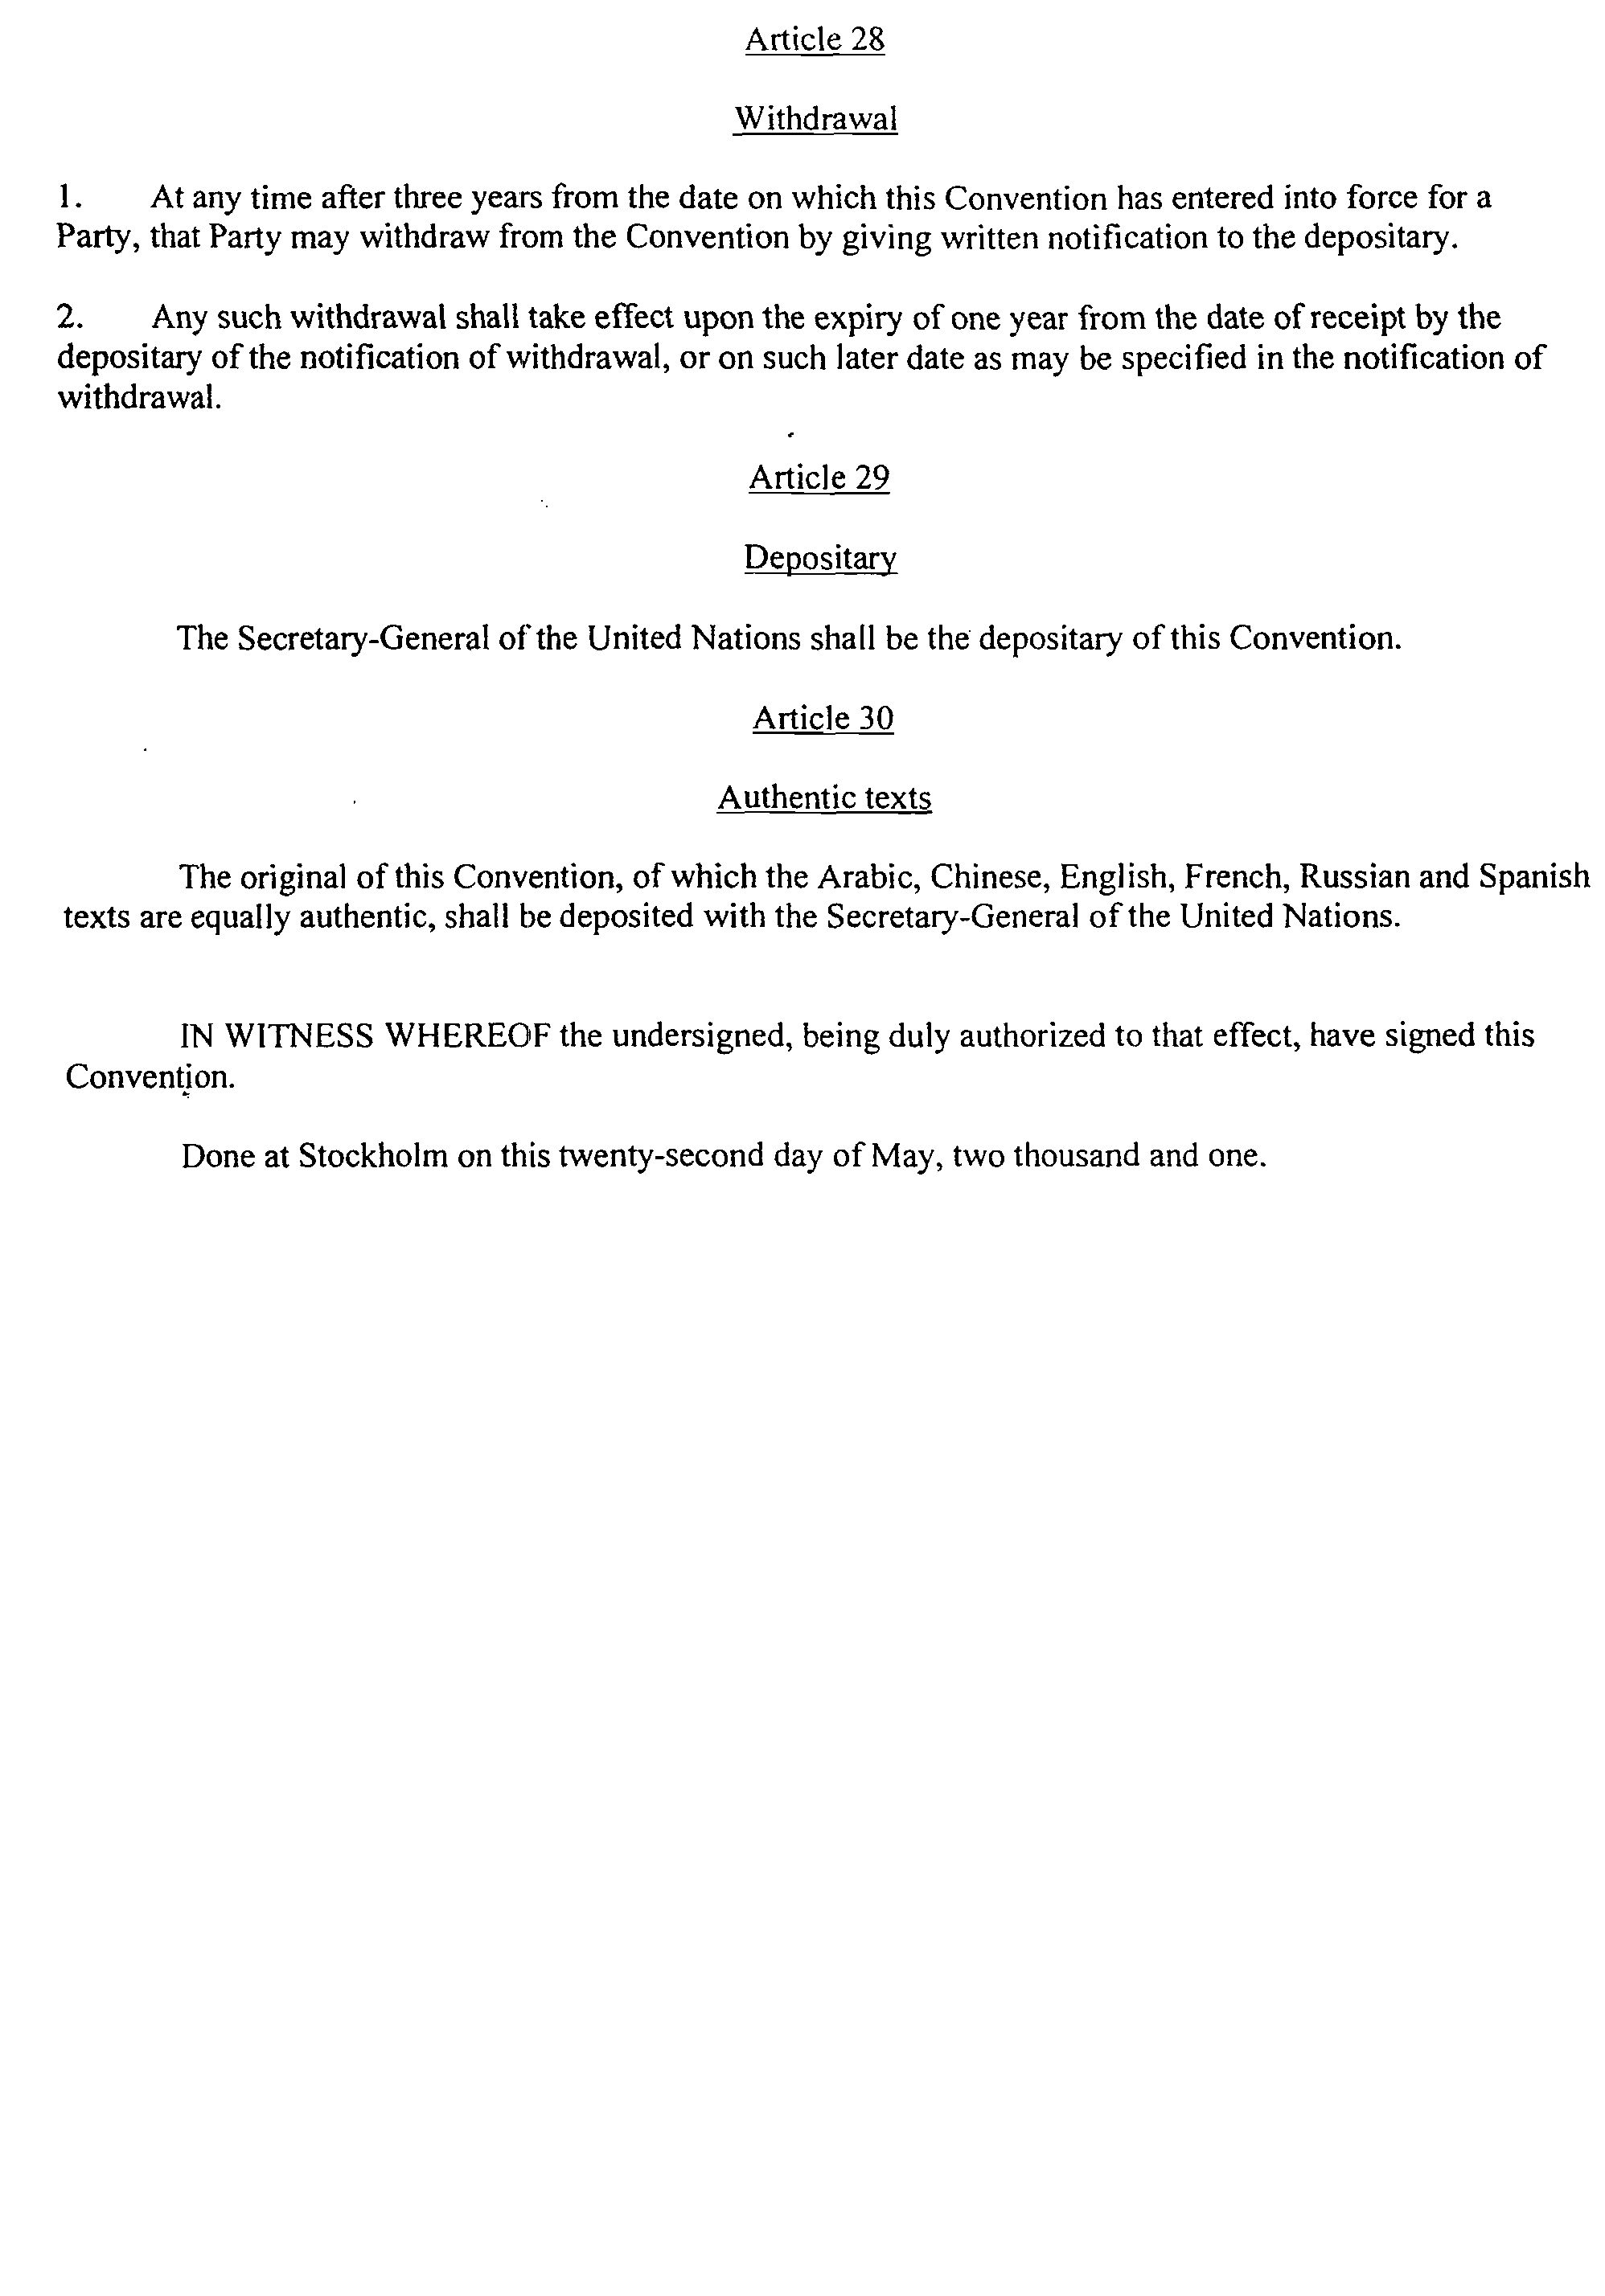 Article 28
Withdrawal
1. At any time after three years from the date on which this Convention has entered into force for a
Party, that Party may withdraw from the Convention by giving written notification to the depositary.
2. Any such withdrawal shall take effect upon the expiry of one year from the date of receipt by the
depositary of the notification of withdrawal, or on such later date as may be specified in the notification of
withdrawal.
Article 29
Depositary
The Secretary-General of the United Nations shall be the depositary of this Convention.
Article 30
Authentic texts
The original of this Convention, of which the Arabic, Chinese, English, French, Russian and Spanish
texts are equally authentic, shall be deposited with the Secretary-General of the United Nations.
IN WITNESS WHEREOF the undersigned, being duly authorized to that effect, have signed this
Convention.
Done at Stockholm on this twenty-second day of May, two thousand and one.